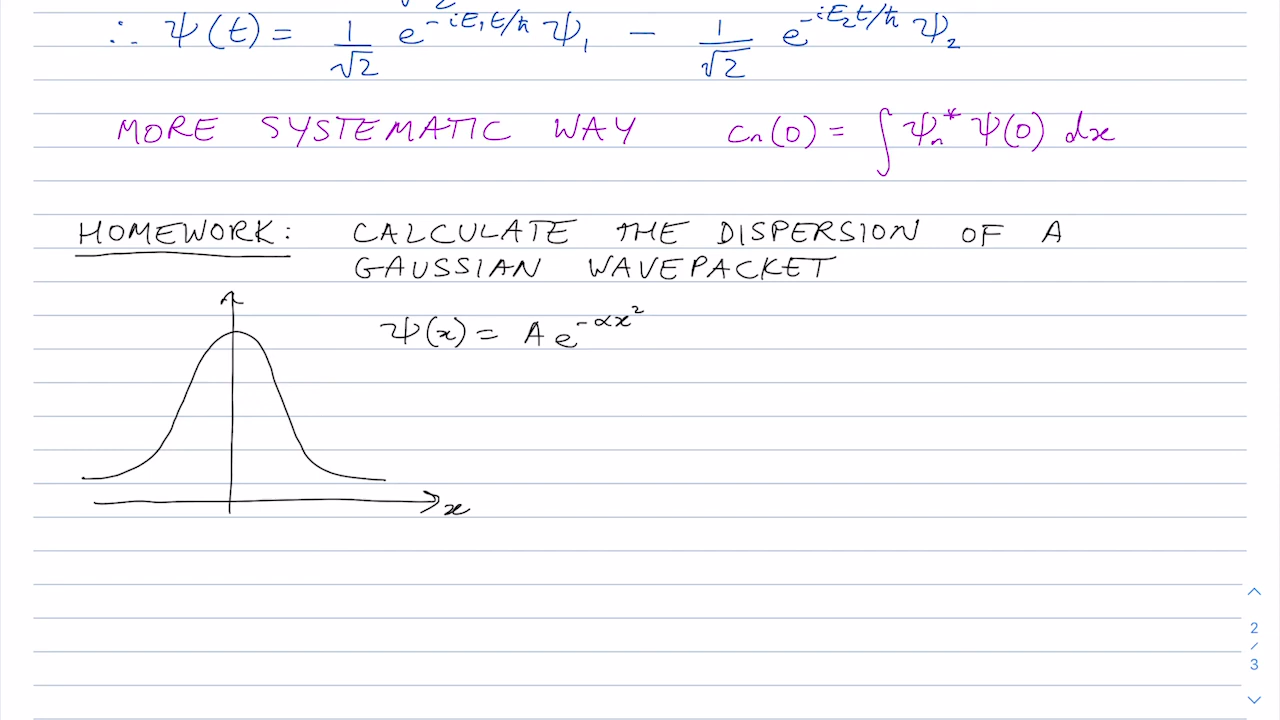 ∴ Ψ(t) = 1/√2 e^(-iE₁t/ħ) Ψ₁ − 1/√2 e^(-iE₂t/ħ) Ψ₂
MORE SYSTEMATIC WAY cₙ(0) = ∫ Ψₙ* Ψ(0) dx
HOMEWORK: CALCULATE THE DISPERSION OF A
GAUSSIAN WAVEPACKET
Ψ(x) = A e^(-αx²)
x
2
/
3